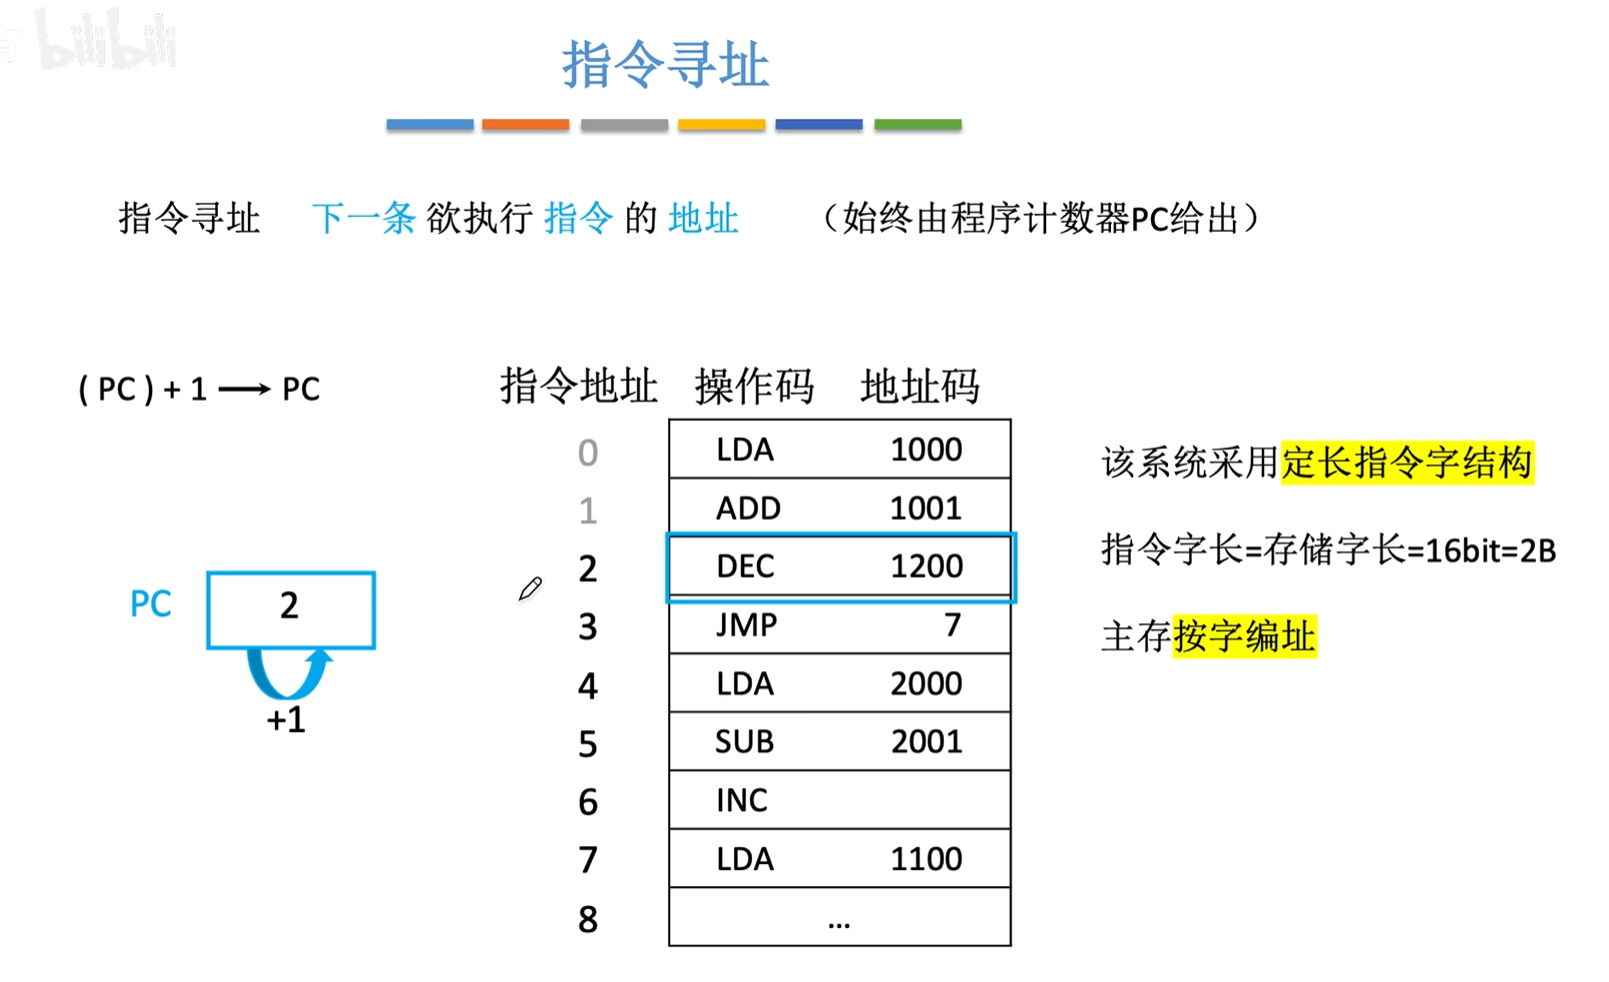 bilibili
指令寻址
指令寻址 下一条 欲执行 指令 的 地址 （始终由程序计数器PC给出）
( PC ) + 1 → PC
指令地址 操作码 地址码
0 LDA 1000
1 ADD 1001
2 DEC 1200
3 JMP 7
4 LDA 2000
5 SUB 2001
6 INC
7 LDA 1100
8 ...
PC 2
+1
该系统采用定长指令字结构
指令字长=存储字长=16bit=2B
主存按字编址